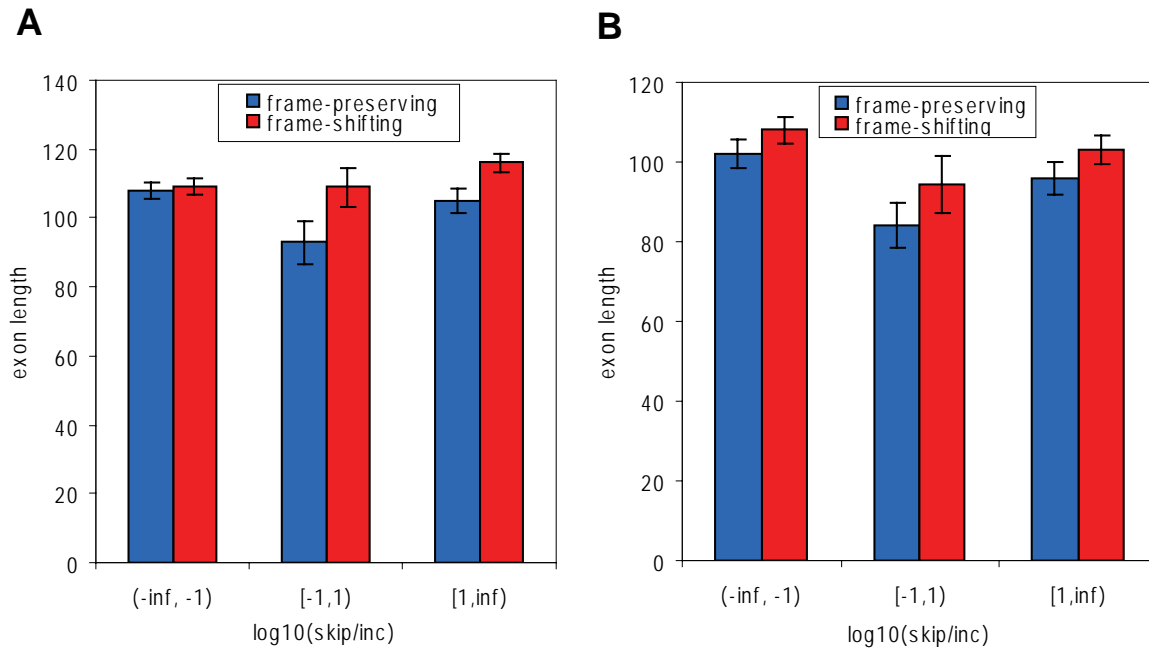 A
exon length
140
120
100
80
60
40
20
0
frame-preserving
frame-shifting
(-inf, -1)
[-1,1)
[1,inf)
log10(skip/inc)
B
exon length
120
100
80
60
40
20
0
frame-preserving
frame-shifting
(-inf, -1)
[-1,1)
[1,inf)
log10(skip/inc)